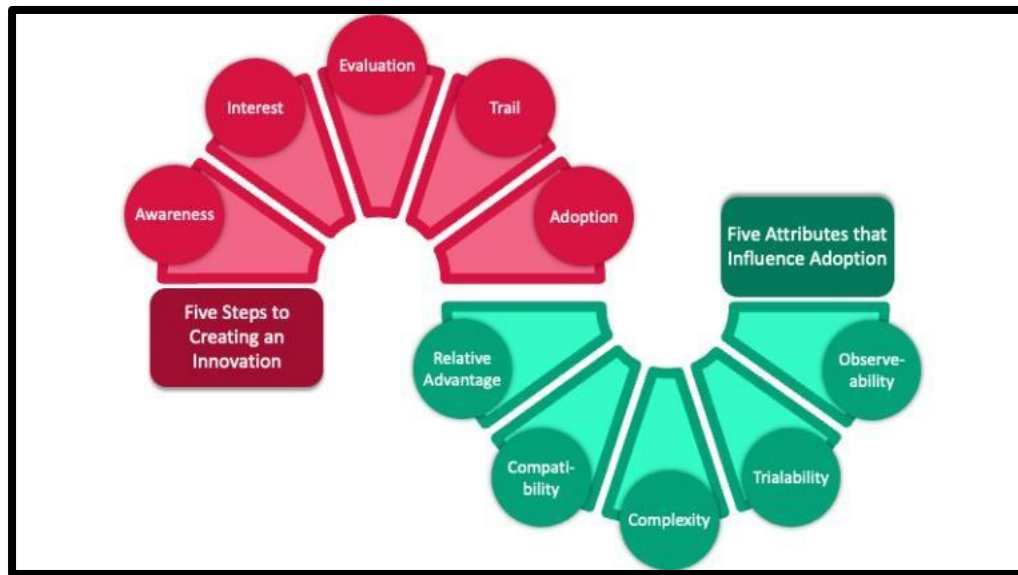 Awareness
Interest
Evaluation
Trail
Adoption
Five Steps to
Creating an
Innovation
Five Attributes that
Influence Adoption
Relative
Advantage
Compati-
bility
Complexity
Trialability
Observe-
ability